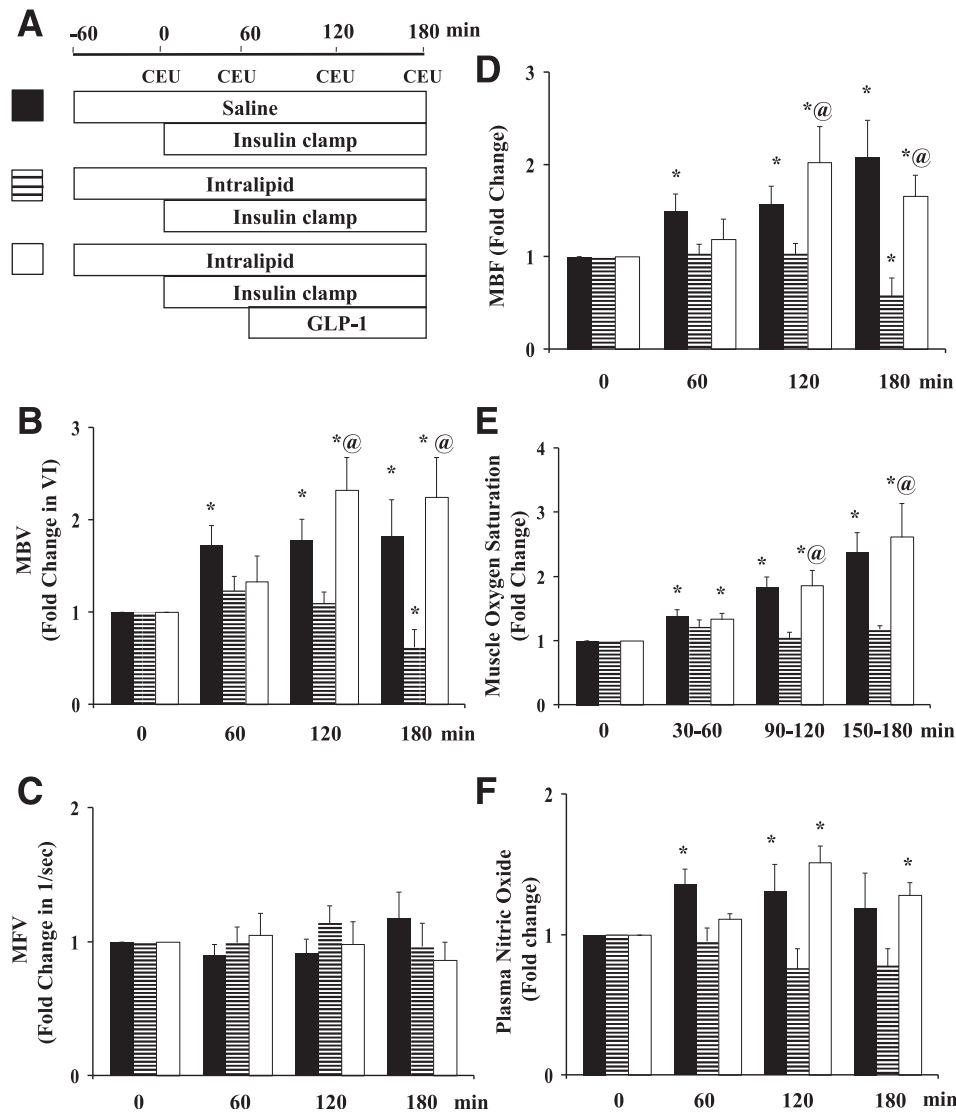 A
-60 0 60 120 180 min
CEU CEU CEU CEU
Saline
Insulin clamp
Intralipid
Insulin clamp
Intralipid
Insulin clamp
GLP-1
B
MBV
(Fold Change in VI)
3
2
1
0
* * *@ * * *@
0 60 120 180 min
C
MFV
(Fold Change in 1/sec)
2
1
0
0 60 120 180 min
D
MBF (Fold Change)
3
2
1
0
* * *@ * * *@
0 60 120 180 min
E
Muscle Oxygen Saturation
(Fold Change)
4
3
2
1
0
* * * *@ * *@
0 30-60 90-120 150-180 min
F
Plasma Nitric Oxide
(Fold change)
2
1
0
* * * *
0 60 120 180 min